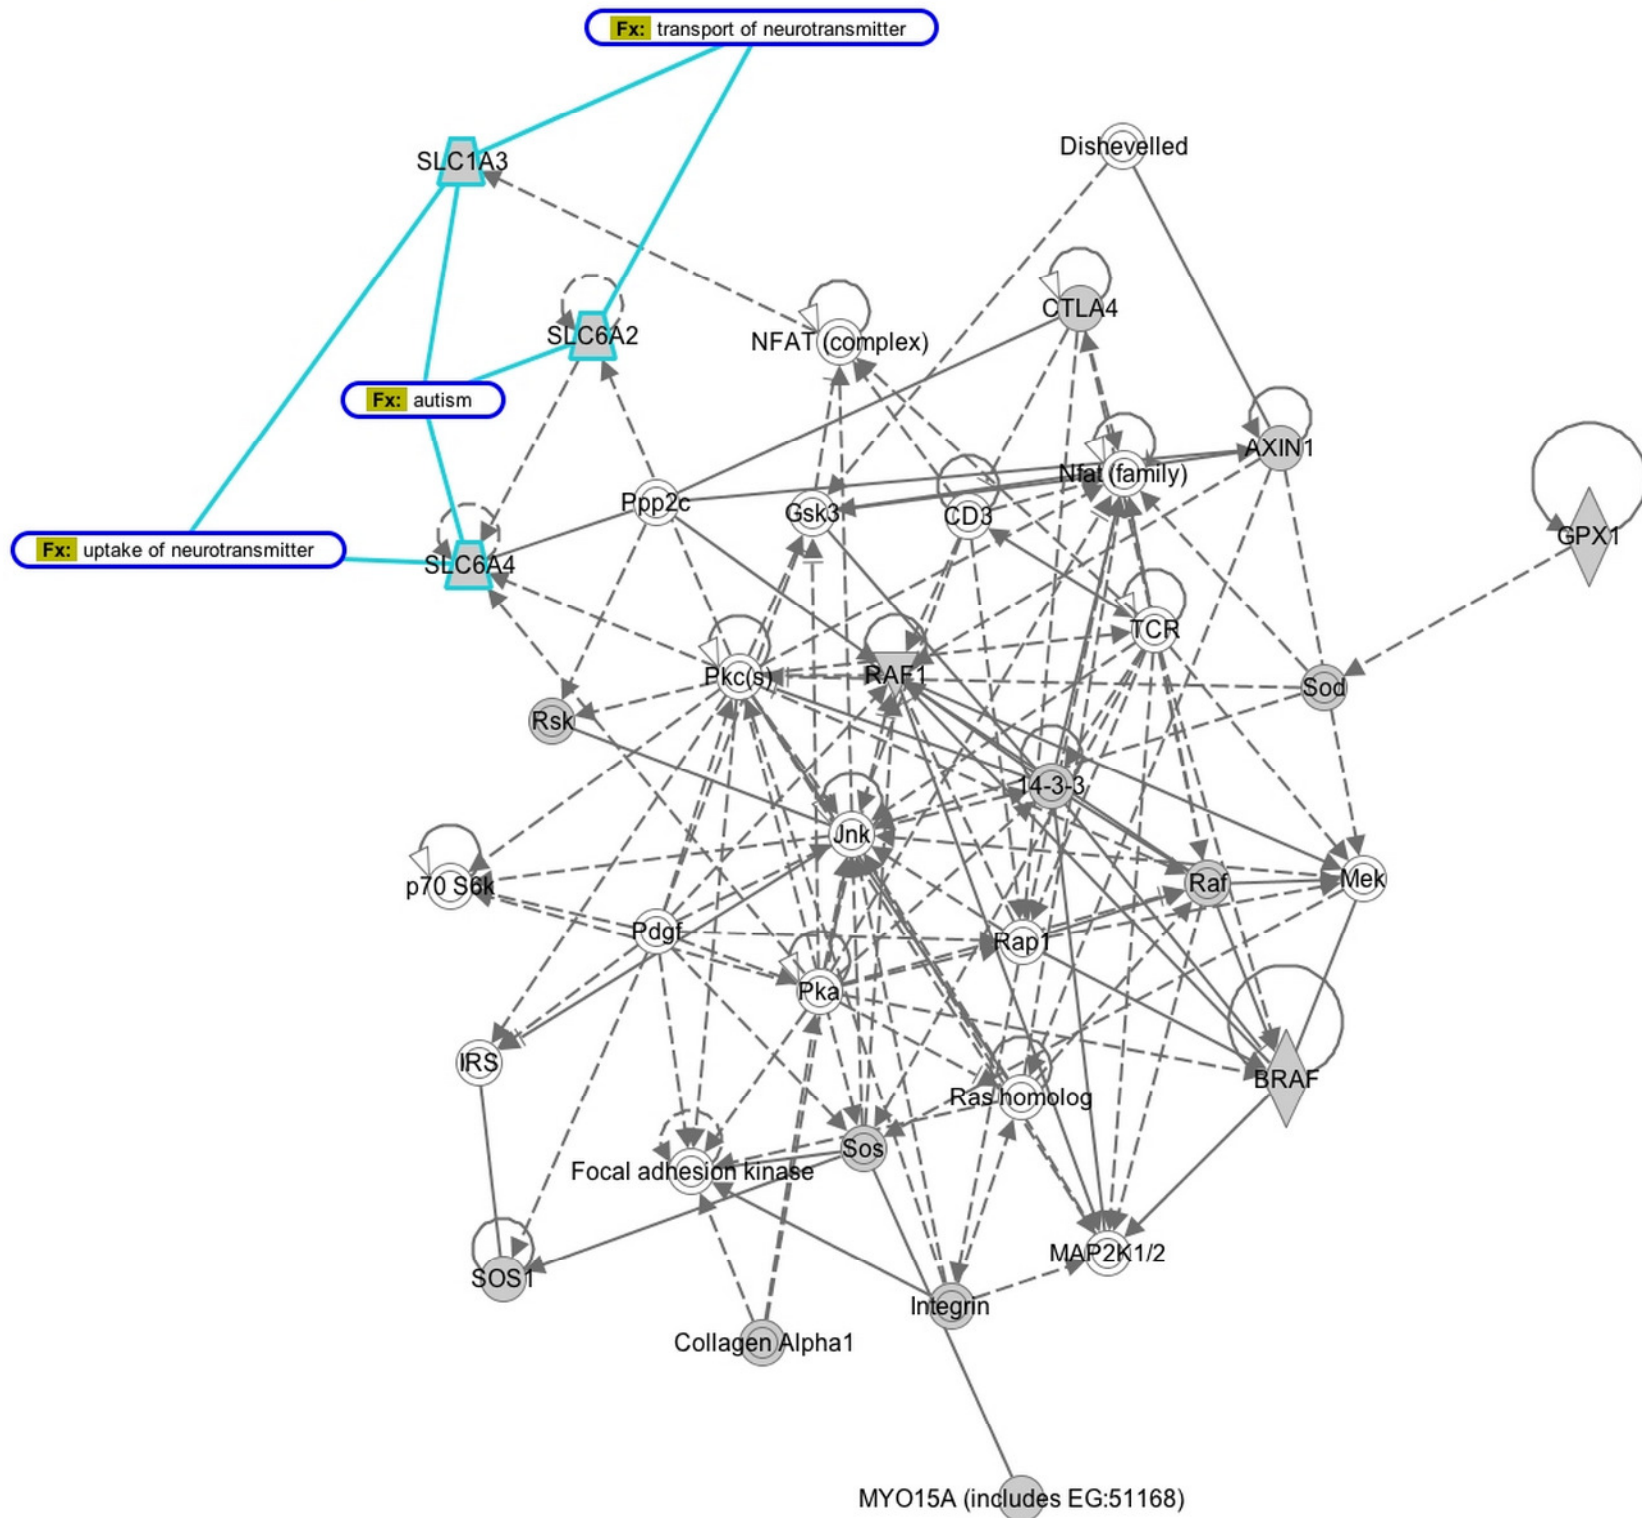 Fx: transport of neurotransmitter
Dishevelled
SLC1A3
CTLA4
SLC6A2
NFAT (complex)
Fx: autism
AXIN1
Nfat (family)
Ppp2c
Gsk3
CD3
GPX1
Fx: uptake of neurotransmitter
SLC6A4
TCR
Pkc(s)
RAF1
Sod
Rsk
14-3-3
Jnk
p70 S6k
Raf
Mek
Pdgf
Rap1
Pka
IRS
BRAF
Ras homolog
Sos
Focal adhesion kinase
MAP2K1/2
SOS1
Integrin
Collagen Alpha1
MYO15A (includes EG:51168)